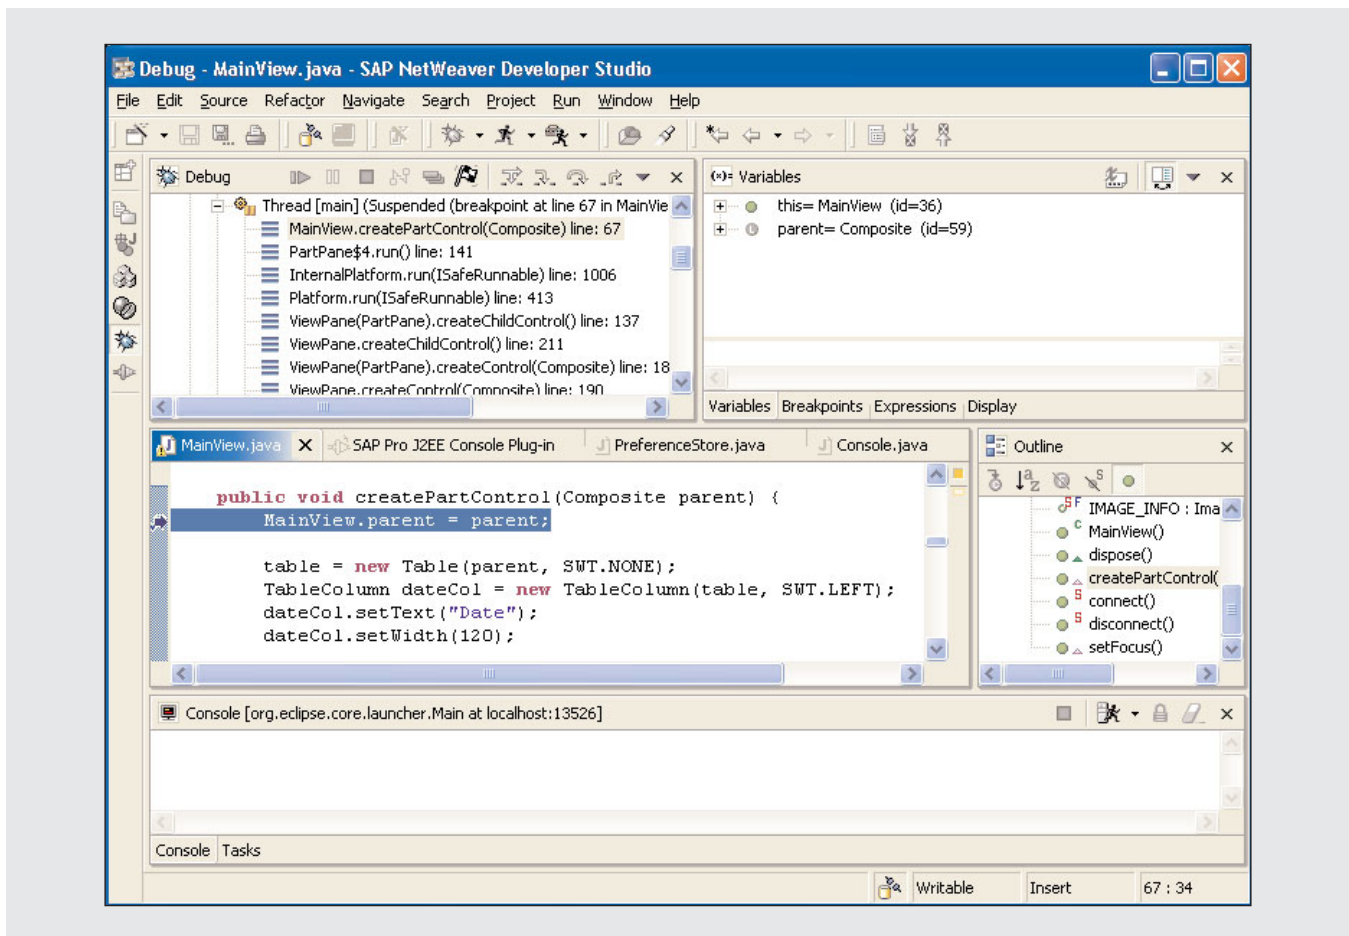 Debug - MainView.java - SAP NetWeaver Developer Studio
File Edit Source Refactor Navigate Search Project Run Window Help
Debug
Thread [main] (Suspended (breakpoint at line 67 in MainVie
MainView.createPartControl(Composite) line: 67
PartPane$4.run() line: 141
InternalPlatform.run(ISafeRunnable) line: 1006
Platform.run(ISafeRunnable) line: 413
ViewPane(PartPane).createChildControl() line: 137
ViewPane.createChildControl() line: 211
ViewPane(PartPane).createControl(Composite) line: 18
ViewPane.createControl(Composite) line: 190
(x)= Variables
this= MainView (id=36)
parent= Composite (id=59)
Variables Breakpoints Expressions Display
MainView.java SAP Pro J2EE Console Plug-in PreferenceStore.java Console.java
public void createPartControl(Composite parent) {
MainView.parent = parent;
table = new Table(parent, SWT.NONE);
TableColumn dateCol = new TableColumn(table, SWT.LEFT);
dateCol.setText("Date");
dateCol.setWidth(120);
Outline
IMAGE_INFO : Ima
MainView()
dispose()
createPartControl(
connect()
disconnect()
setFocus()
Console [org.eclipse.core.launcher.Main at localhost:13526]
Console Tasks
Writable Insert 67 : 34